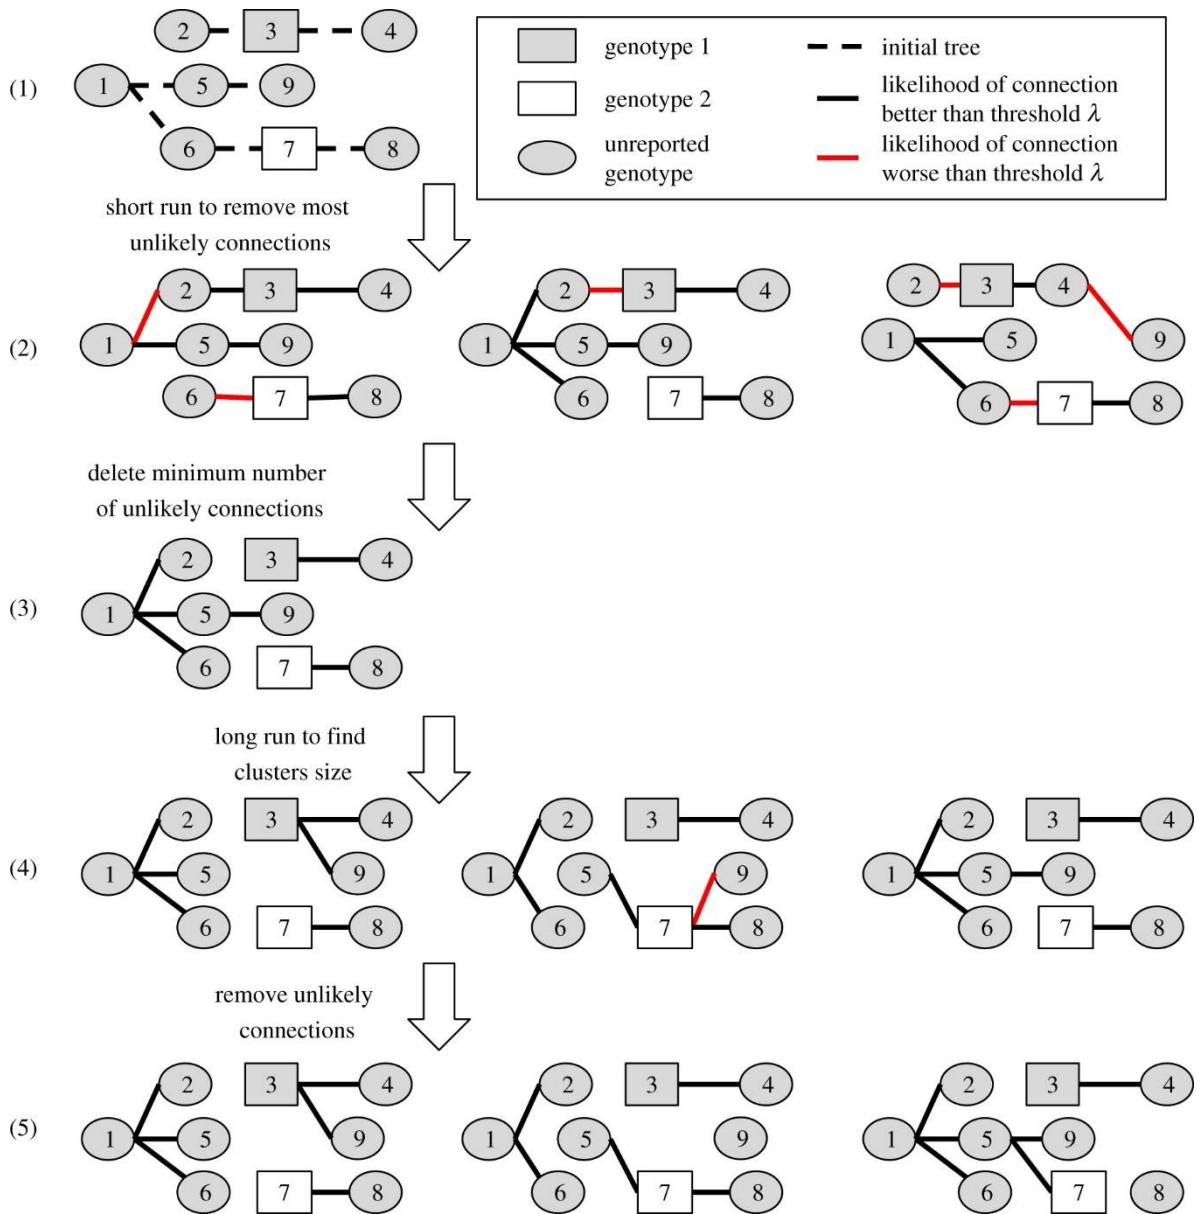 2 3 4
genotype 1
initial tree
(1)
1 5 9
genotype 2
likelihood of connection
better than threshold λ
6 7 8
unreported
genotype
likelihood of connection
worse than threshold λ
short run to remove most
unlikely connections
2 3 4
2 3 4
2 3 4
(2)
1 5 9
1 5 9
1 5 9
6 7 8
6 7 8
6 7 8
delete minimum number
of unlikely connections
2 3 4
(3)
1 5 9
6 7 8
long run to find
clusters size
2 3 4
2 3 4
2 3 4
(4)
1 5 9
1 5 9
1 5 9
6 7 8
6 7 8
6 7 8
remove unlikely
connections
2 3 4
2 3 4
2 3 4
(5)
1 5 9
1 5 9
1 5 9
6 7 8
6 7 8
6 7 8